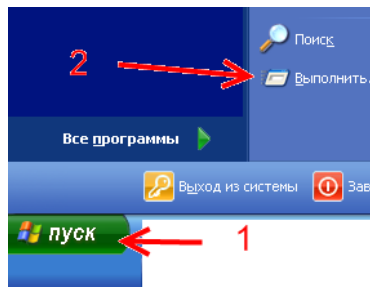 Поиск
2
Выполнить.
Все программы
Выход из системы
Зав
пуск
1